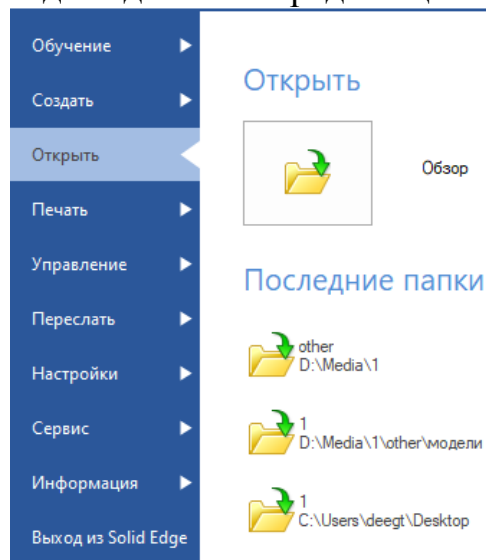 Обучение
Создать
Открыть
Печать
Управление
Переслать
Настройки
Сервис
Информация
Выход из Solid Edge
Открыть
Обзор
Последние папки
other
D:\Media\1
1
D:\Media\1\other\модели
1
C:\Users\deegt\Desktop